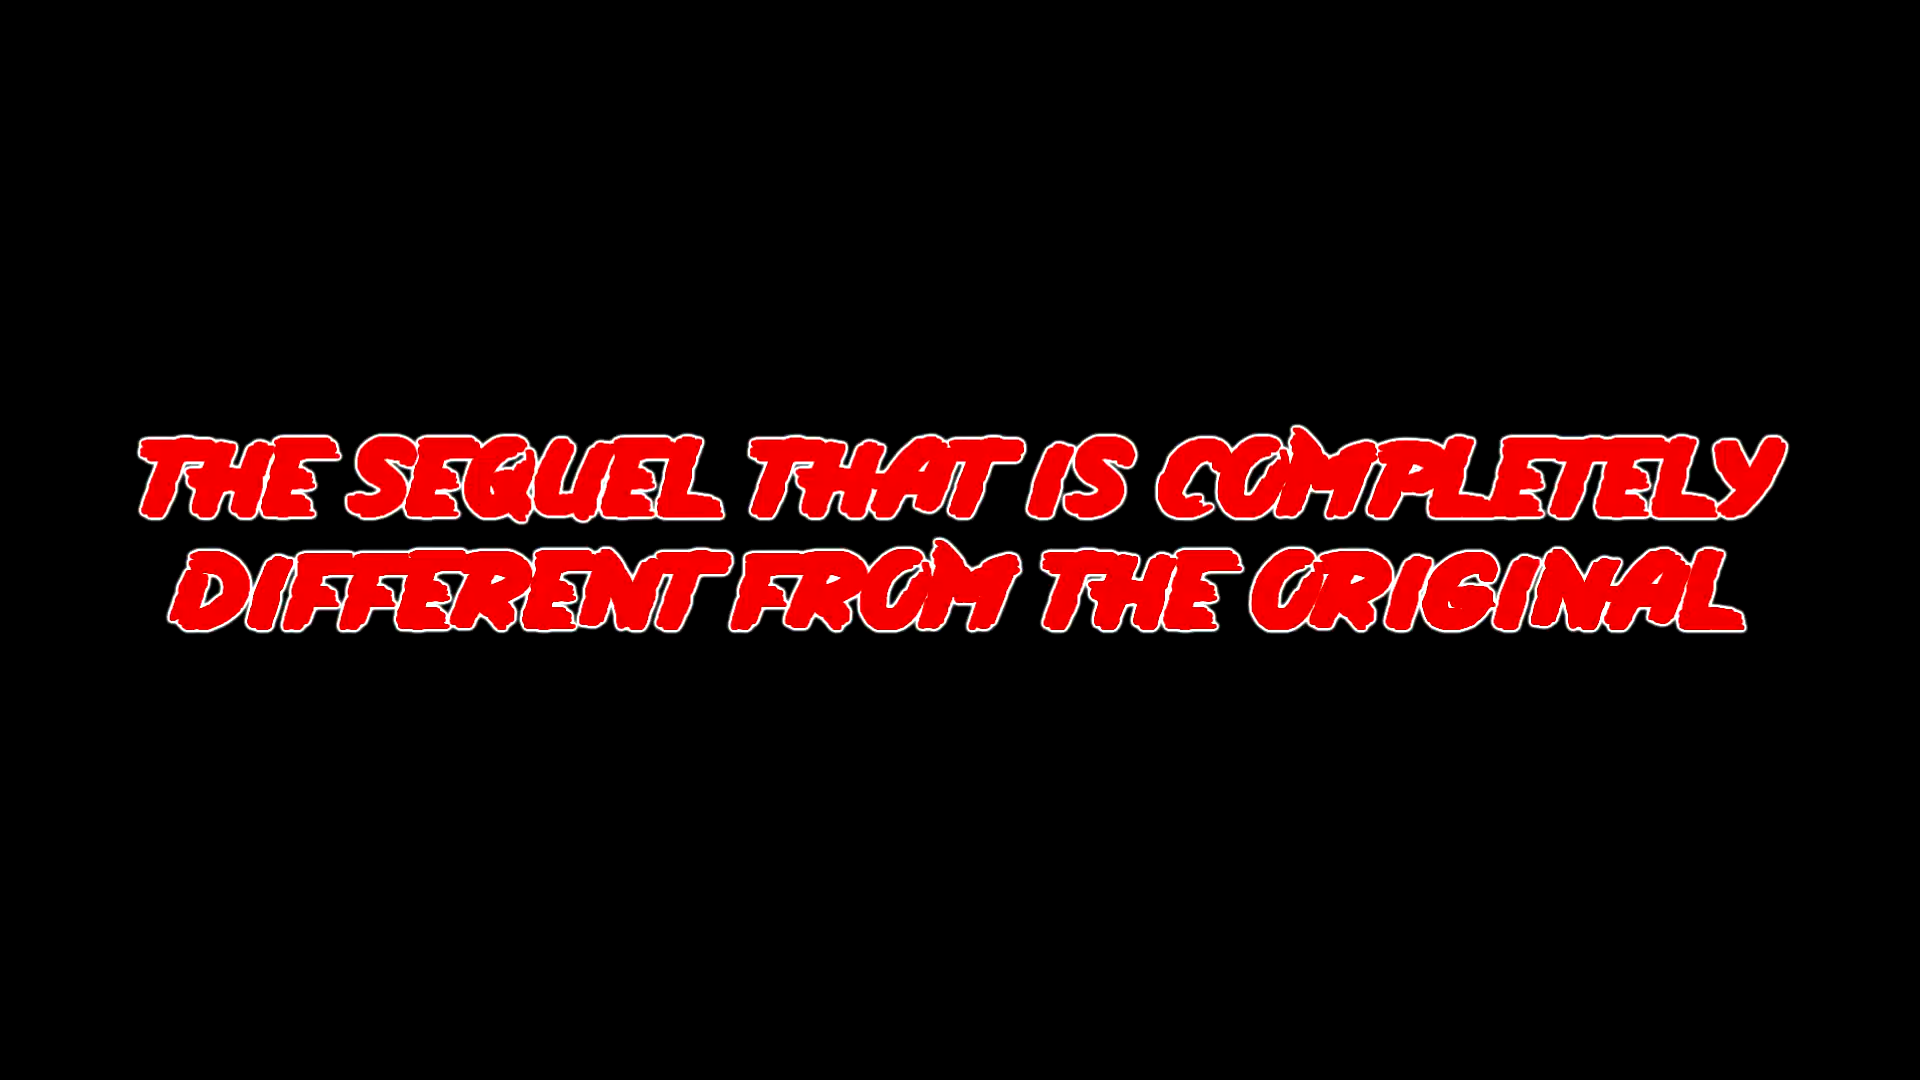 THE SEQUEL THAT IS COMPLETELY
DIFFERENT FROM THE ORIGINAL